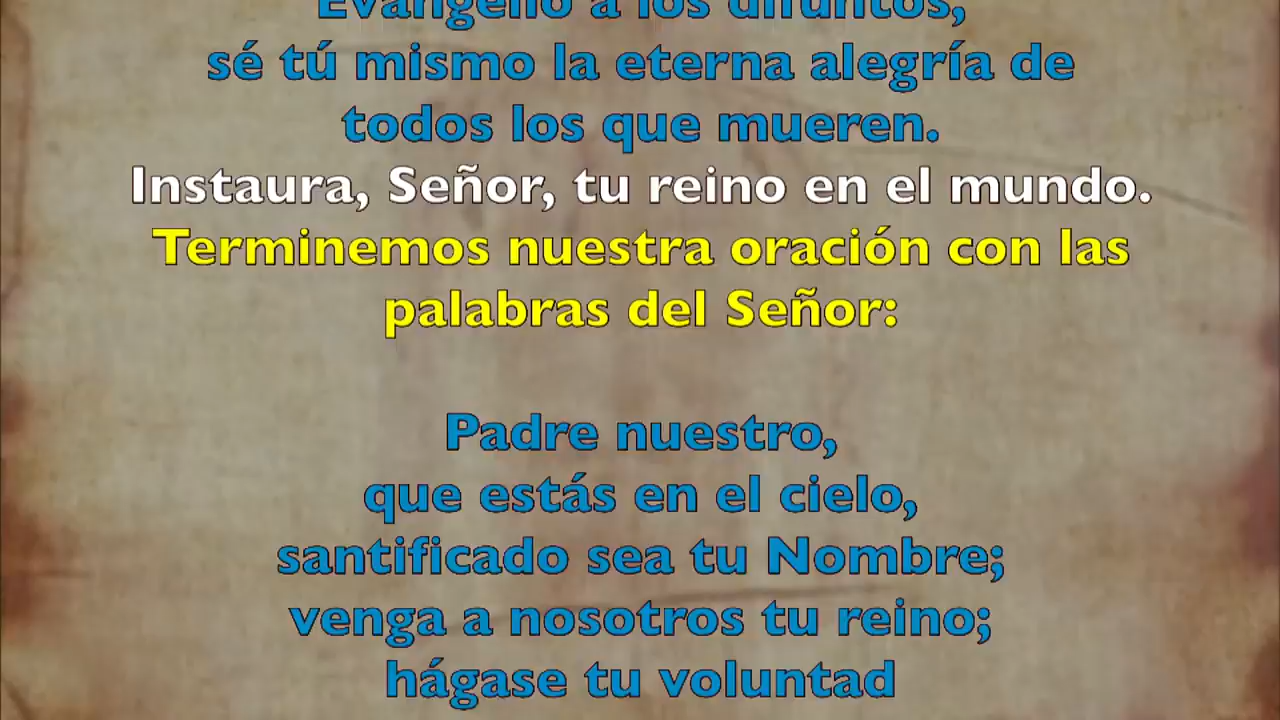 Evangelio a los difuntos,
sé tú mismo la eterna alegría de
todos los que mueren.
Instaura, Señor, tu reino en el mundo.
Terminemos nuestra oración con las
palabras del Señor:
Padre nuestro,
que estás en el cielo,
santificado sea tu Nombre;
venga a nosotros tu reino;
hágase tu voluntad